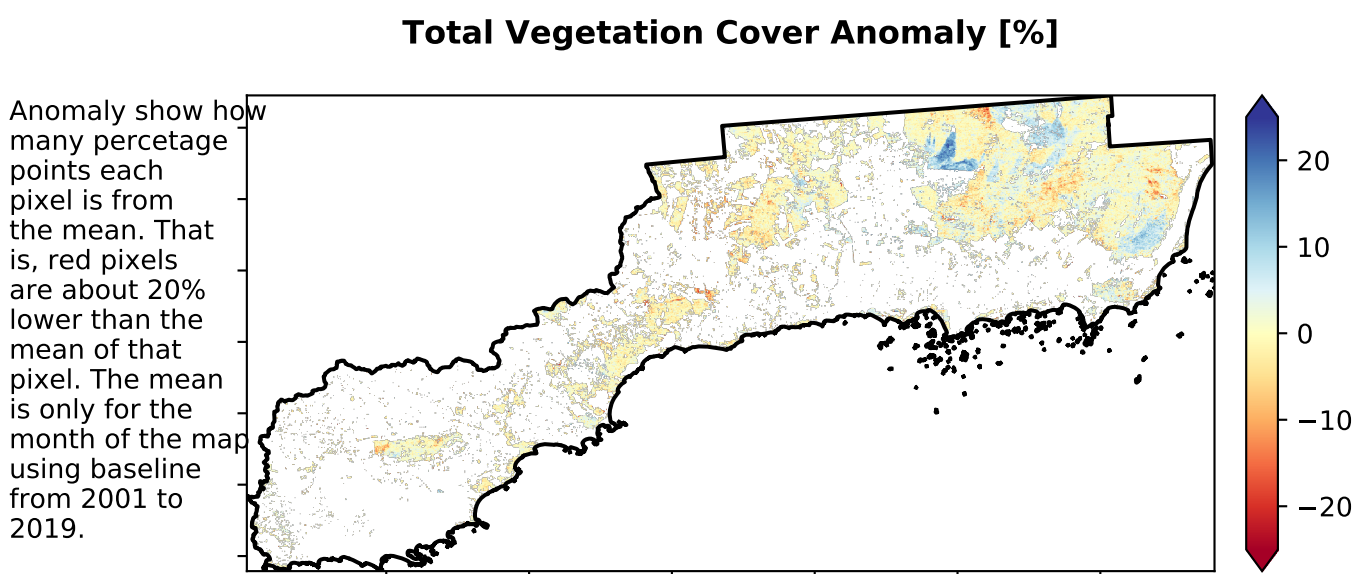 Total Vegetation Cover Anomaly [%]
Anomaly show how
many percetage
points each
pixel is from
the mean. That
is, red pixels
are about 20%
lower than the
mean of that
pixel. The mean
is only for the
month of the map
using baseline
from 2001 to
2019.
20
10
0
−10
−20